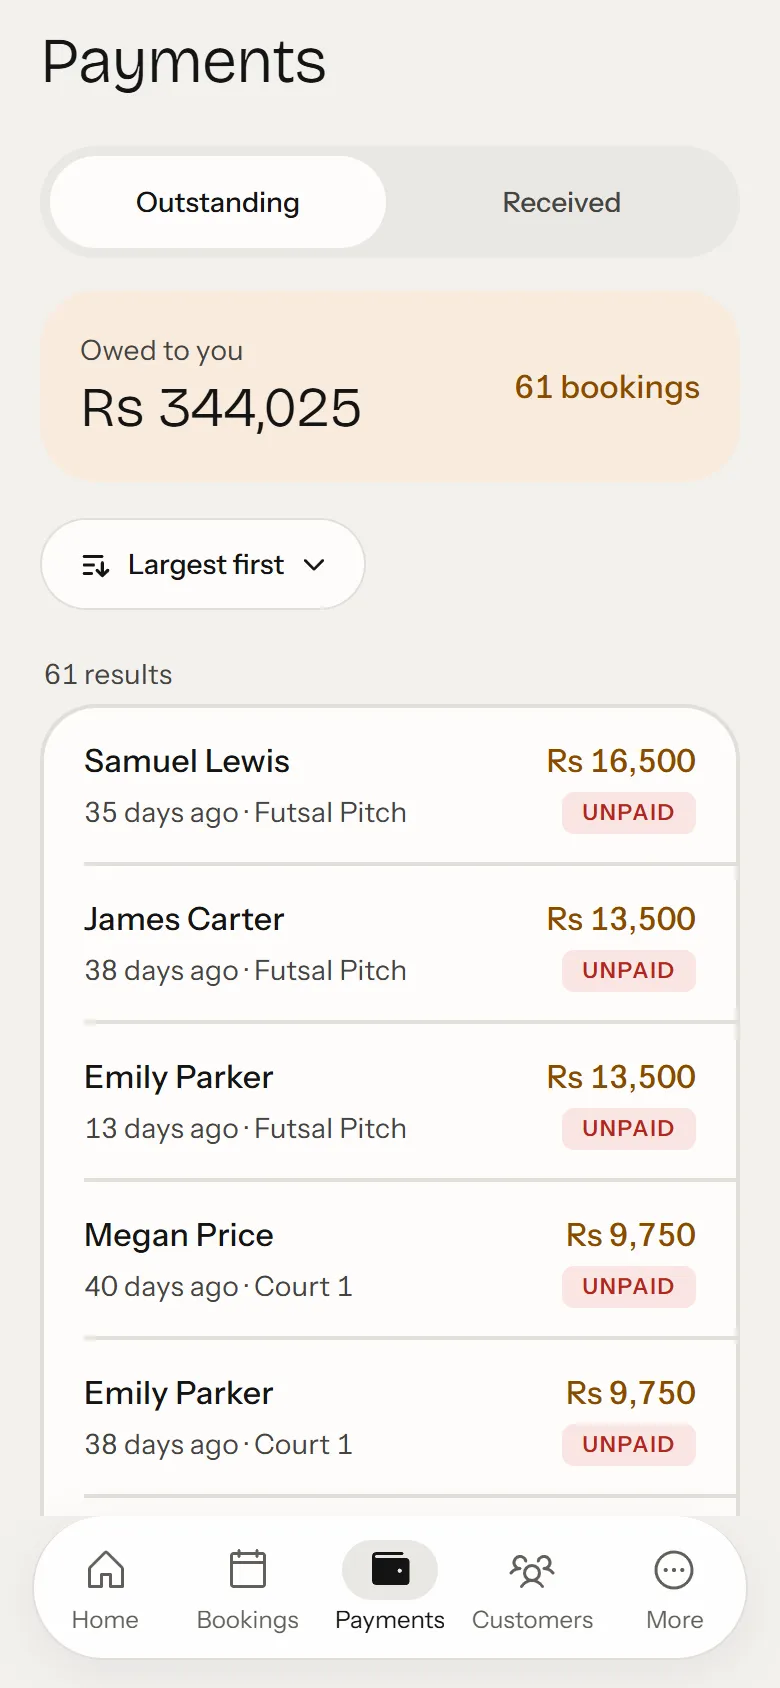 Payments
Outstanding
Received
Owed to you
Rs 344,025
61 bookings
Largest first
61 results
Samuel Lewis
Rs 16,500
35 days ago · Futsal Pitch
UNPAID
James Carter
Rs 13,500
38 days ago · Futsal Pitch
UNPAID
Emily Parker
Rs 13,500
13 days ago · Futsal Pitch
UNPAID
Megan Price
Rs 9,750
40 days ago · Court 1
UNPAID
Emily Parker
Rs 9,750
38 days ago · Court 1
UNPAID
Home
Bookings
Payments
Customers
More